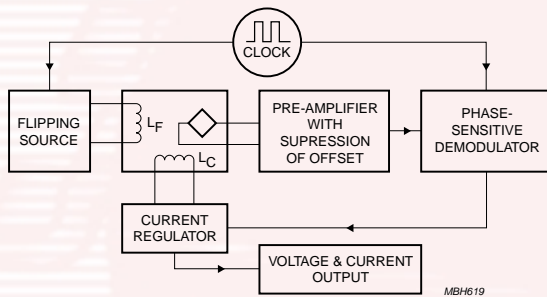 CLOCK
FLIPPING
SOURCE
LF
LC
PRE-AMPLIFIER
WITH
SUPRESSION
OF OFFSET
PHASE-
SENSITIVE
DEMODULATOR
CURRENT
REGULATOR
VOLTAGE & CURRENT
OUTPUT
MBH619